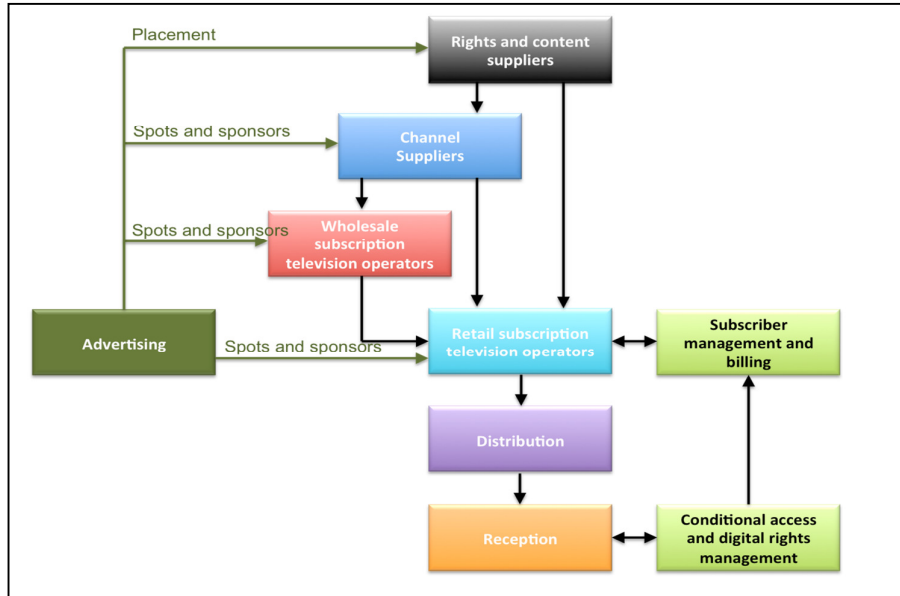 Placement
Rights and content
suppliers
Spots and sponsors
Channel
Suppliers
Spots and sponsors
Wholesale
subscription
television operators
Advertising
Spots and sponsors
Retail subscription
television operators
Subscriber
management and
billing
Distribution
Reception
Conditional access
and digital rights
management